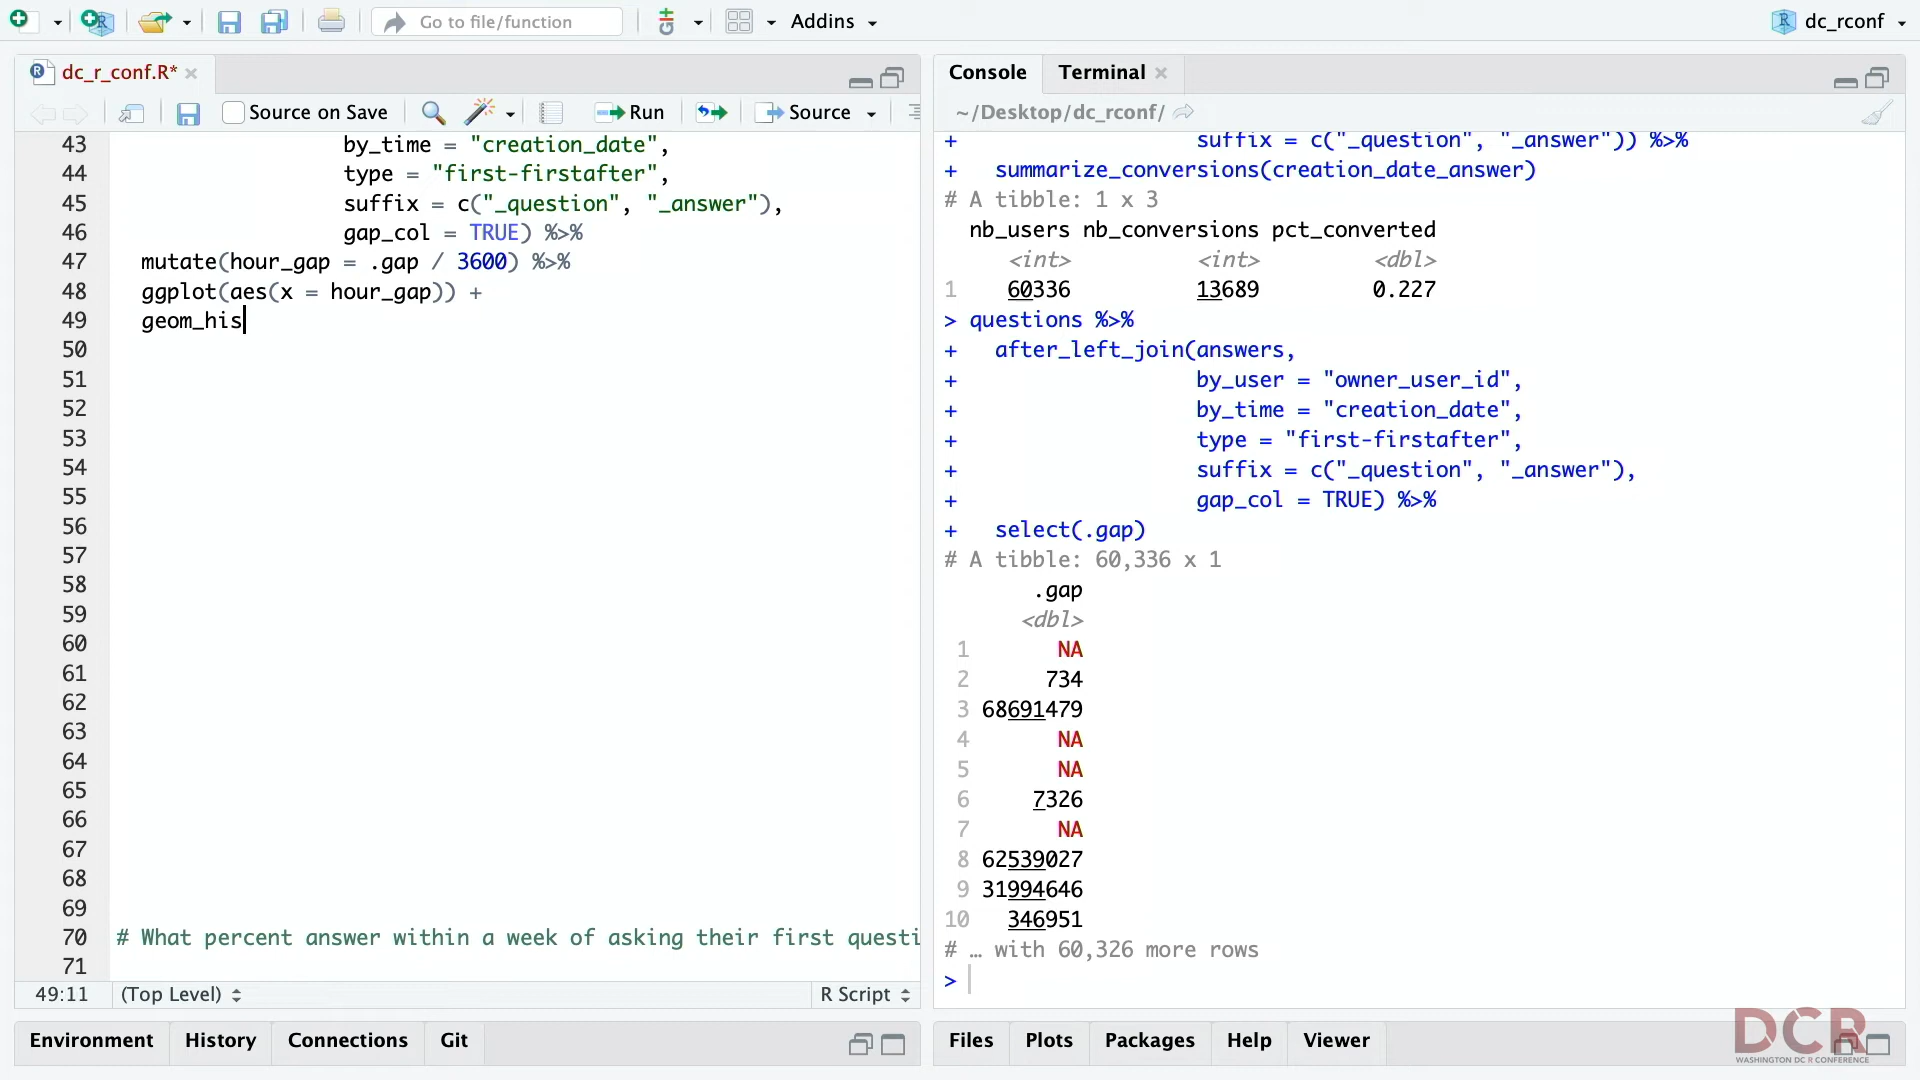 Go to file/function
Addins
dc_rconf
dc_r_conf.R*
Source on Save
Run
Source
43 by_time = "creation_date",
44 type = "first-firstafter",
45 suffix = c("_question", "_answer"),
46 gap_col = TRUE) %>%
47 mutate(hour_gap = .gap / 3600) %>%
48 ggplot(aes(x = hour_gap)) +
49 geom_his
50
51
52
53
54
55
56
57
58
59
60
61
62
63
64
65
66
67
68
69
70 # What percent answer within a week of asking their first questi
71
49:11 (Top Level) R Script
Environment History Connections Git
Console Terminal
~/Desktop/dc_rconf/
+ suffix = c("_question", "_answer")) %>%
+ summarize_conversions(creation_date_answer)
# A tibble: 1 x 3
nb_users nb_conversions pct_converted
<int> <int> <dbl>
1 60336 13689 0.227
> questions %>%
+ after_left_join(answers,
+ by_user = "owner_user_id",
+ by_time = "creation_date",
+ type = "first-firstafter",
+ suffix = c("_question", "_answer"),
+ gap_col = TRUE) %>%
+ select(.gap)
# A tibble: 60,336 x 1
.gap
<dbl>
1 NA
2 734
3 68691479
4 NA
5 NA
6 7326
7 NA
8 62539027
9 31994646
10 346951
# … with 60,326 more rows
>
Files Plots Packages Help Viewer
DCR
WASHINGTON DC R CONFERENCE